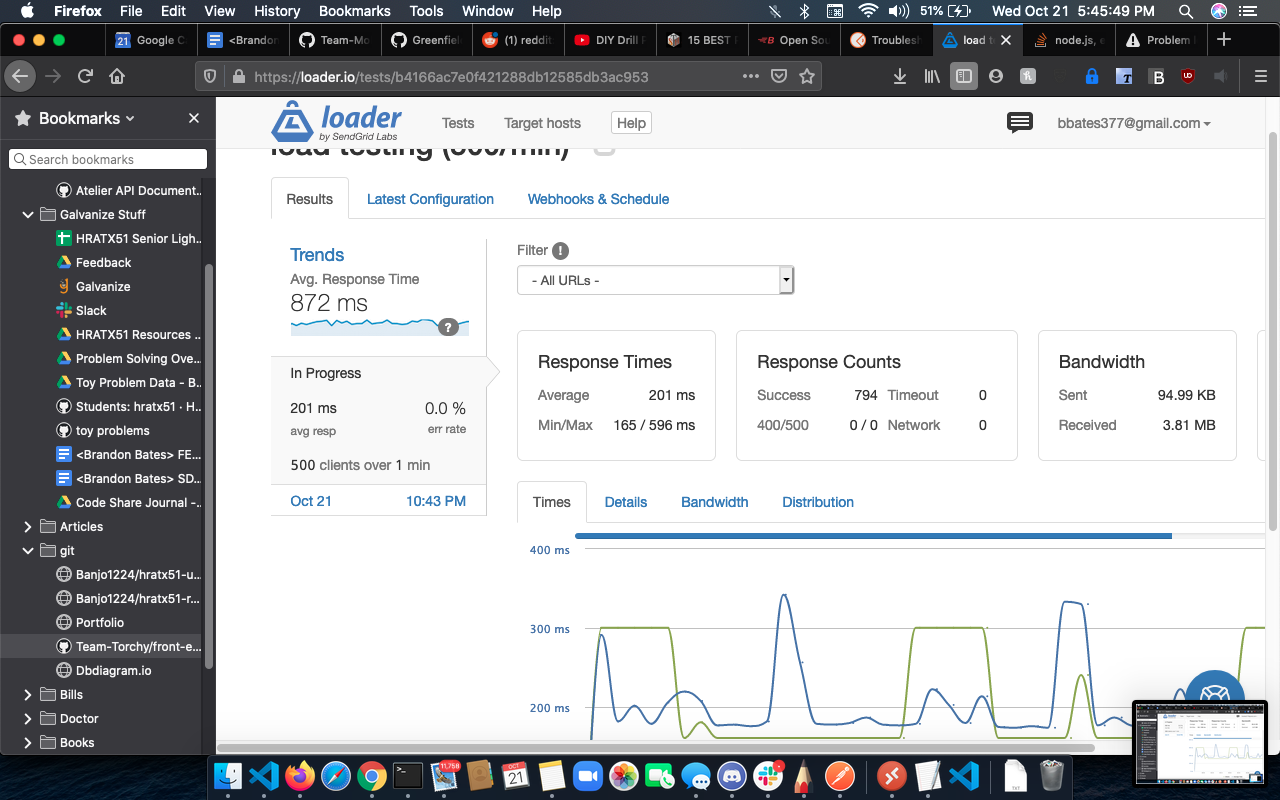 Firefox File Edit View History Bookmarks Tools Window Help 51% Wed Oct 21 5:45:49 PM
21 Google C <Brandon Team-Mo Greenfiel (1) reddit DIY Drill P 15 BEST Open Sou Troublesh load t node.js, e Problem
https://loader.io/tests/b4166ac7e0f421288db12585db3ac953
Bookmarks
Search bookmarks
Atelier API Document...
Galvanize Stuff
HRATX51 Senior Ligh...
Feedback
Galvanize
Slack
HRATX51 Resources ...
Problem Solving Ove...
Toy Problem Data - B...
Students: hratx51 · H...
toy problems
<Brandon Bates> FE...
<Brandon Bates> SD...
Code Share Journal -...
Articles
git
Banjo1224/hratx51-u...
Banjo1224/hratx51-r...
Portfolio
Team-Torchy/front-e...
Dbdiagram.io
Bills
Doctor
Books
loader
by SendGrid Labs
Tests Target hosts Help bbates377@gmail.com
load testing (500/min)
Results Latest Configuration Webhooks & Schedule
Trends
Avg. Response Time
872 ms
?
In Progress
201 ms 0.0 %
avg resp err rate
500 clients over 1 min
Oct 21 10:43 PM
Filter !
- All URLs -
Response Times
Average 201 ms
Min/Max 165 / 596 ms
Response Counts
Success 794 Timeout 0
400/500 0 / 0 Network 0
Bandwidth
Sent 94.99 KB
Received 3.81 MB
Times Details Bandwidth Distribution
400 ms
300 ms
200 ms
11,758
OCT
21